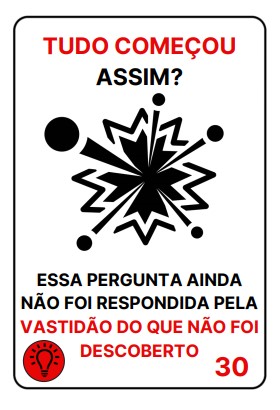 TUDO COMEÇOU
ASSIM?
ESSA PERGUNTA AINDA
NÃO FOI RESPONDIDA PELA
VASTIDÃO DO QUE NÃO FOI
DESCOBERTO
30